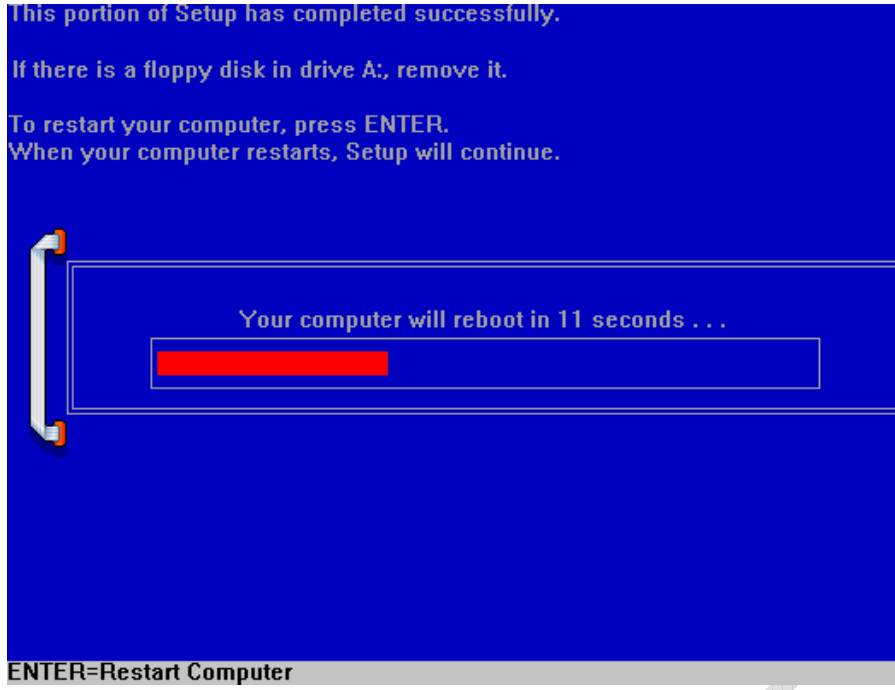 This portion of Setup has completed successfully.
If there is a floppy disk in drive A:, remove it.
To restart your computer, press ENTER.
When your computer restarts, Setup will continue.
Your computer will reboot in 11 seconds . . .
ENTER=Restart Computer